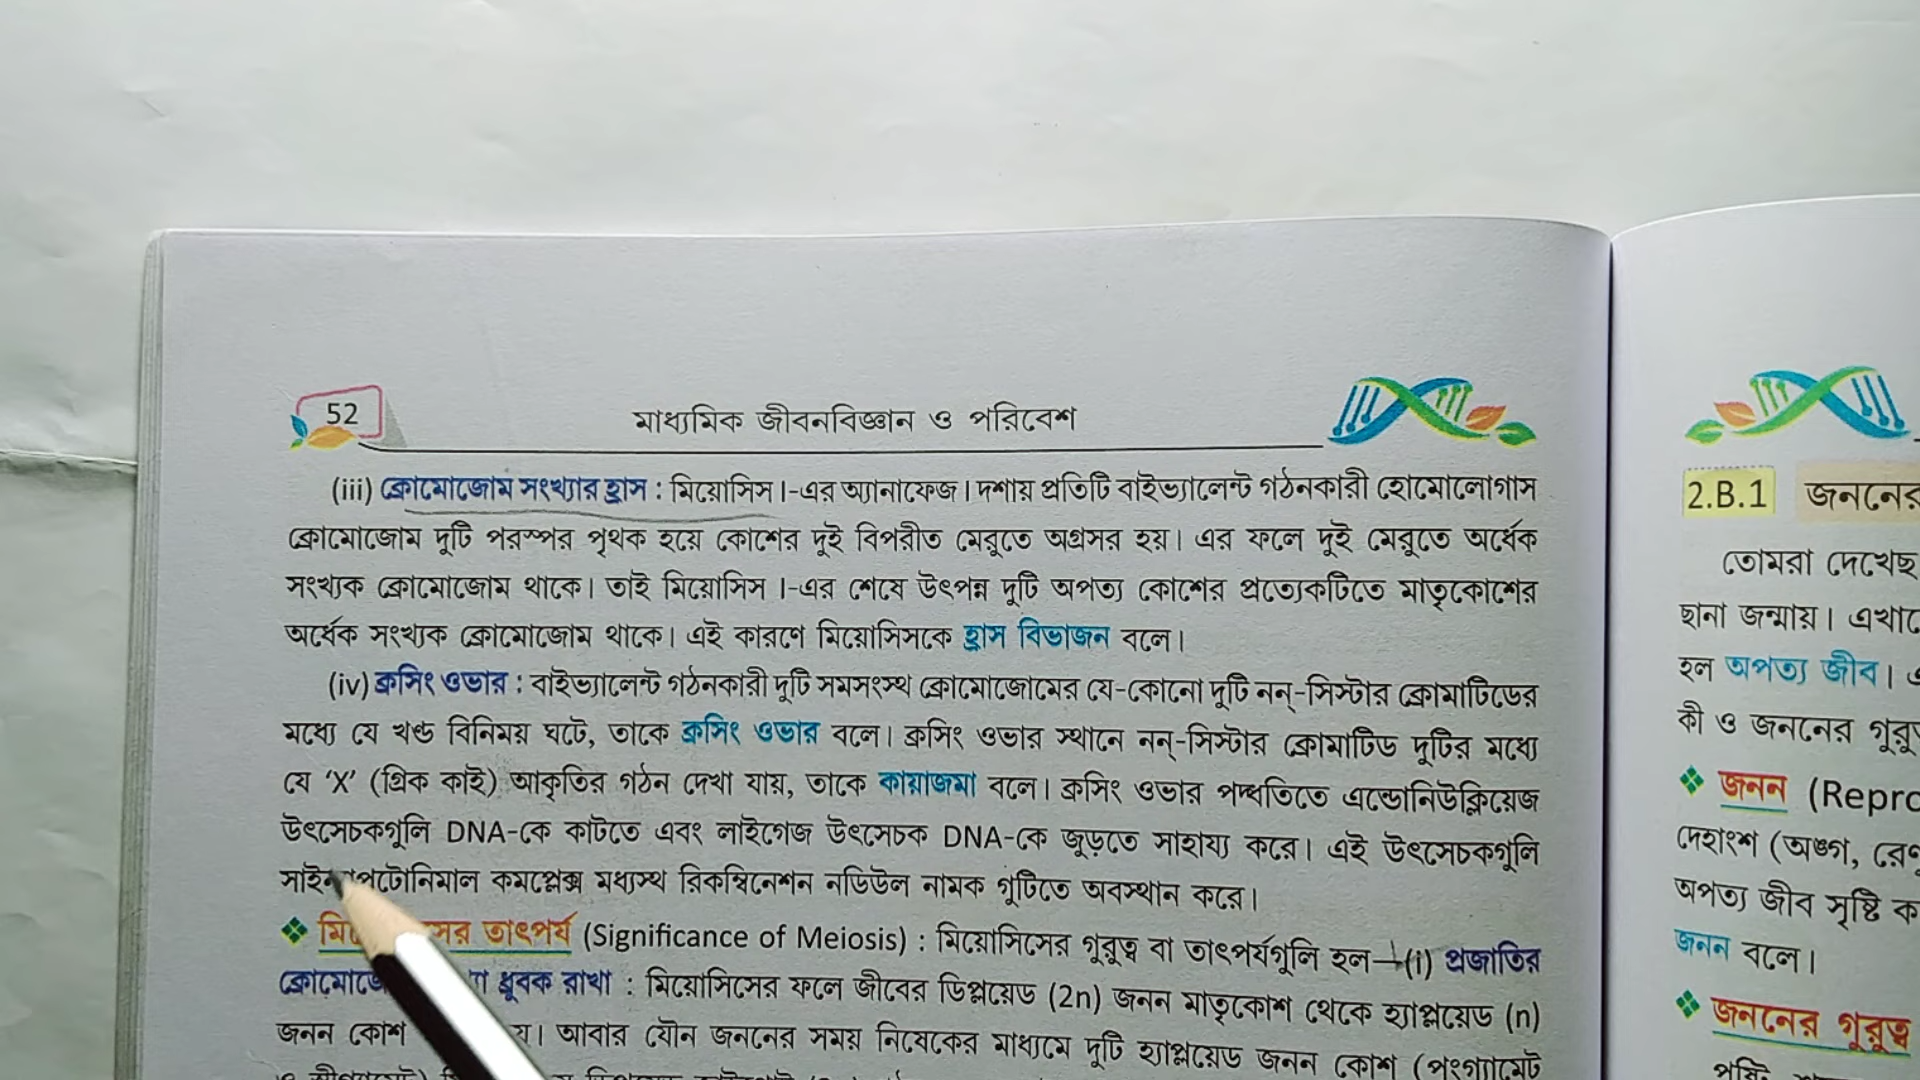 52
মাধ্যমিক জীবনবিজ্ঞান ও পরিবেশ
(iii) ক্রোমোজোম সংখ্যার হ্রাস : মিয়োসিস I-এর অ্যানাফেজ I দশায় প্রতিটি বাইভ্যালেন্ট গঠনকারী হোমোলোগাস
ক্রোমোজোম দুটি পরস্পর পৃথক হয়ে কোশের দুই বিপরীত মেরুতে অগ্রসর হয়। এর ফলে দুই মেরুতে অর্ধেক
সংখ্যক ক্রোমোজোম থাকে। তাই মিয়োসিস I-এর শেষে উৎপন্ন দুটি অপত্য কোশের প্রত্যেকটিতে মাতৃকোশের
অর্ধেক সংখ্যক ক্রোমোজোম থাকে। এই কারণে মিয়োসিসকে হ্রাস বিভাজন বলে।
(iv) ক্রসিং ওভার : বাইভ্যালেন্ট গঠনকারী দুটি সমসংস্থ ক্রোমোজোমের যে-কোনো দুটি নন্-সিস্টার ক্রোমাটিডের
মধ্যে যে খণ্ড বিনিময় ঘটে, তাকে ক্রসিং ওভার বলে। ক্রসিং ওভার স্থানে নন্-সিস্টার ক্রোমাটিড দুটির মধ্যে
যে ‘X’ (গ্রিক কাই) আকৃতির গঠন দেখা যায়, তাকে কায়াজমা বলে। ক্রসিং ওভার পদ্ধতিতে এন্ডোনিউক্লিয়েজ
উৎসেচকগুলি DNA-কে কাটতে এবং লাইগেজ উৎসেচক DNA-কে জুড়তে সাহায্য করে। এই উৎসেচকগুলি
কমপ্লেক্স মধ্যস্থ রিকম্বিনেশন নডিউল নামক গুটিতে অবস্থান করে।
তাৎপর্য (Significance of Meiosis) : মিয়োসিসের গুরুত্ব বা তাৎপর্যগুলি হল—(i) প্রজাতির
ধ্রুবক রাখা : মিয়োসিসের ফলে জীবের ডিপ্লয়েড (2n) জনন মাতৃকোশ থেকে হ্যাপ্লয়েড (n)
জনন কোশ আবার যৌন জননের সময় নিষেকের মাধ্যমে দুটি হ্যাপ্লয়েড জনন কোশ (পুংগ্যামেট
2.B.1 জননের
তোমরা দেখেছ
ছানা জন্মায়। এখানে
হল অপত্য জীব।
কী ও জননের গুরুত্ব
জনন (Repro
দেহাংশ (অঙ্গ, রেণু
অপত্য জীব সৃষ্টি ক
জনন বলে।
জননের গুরুত্ব